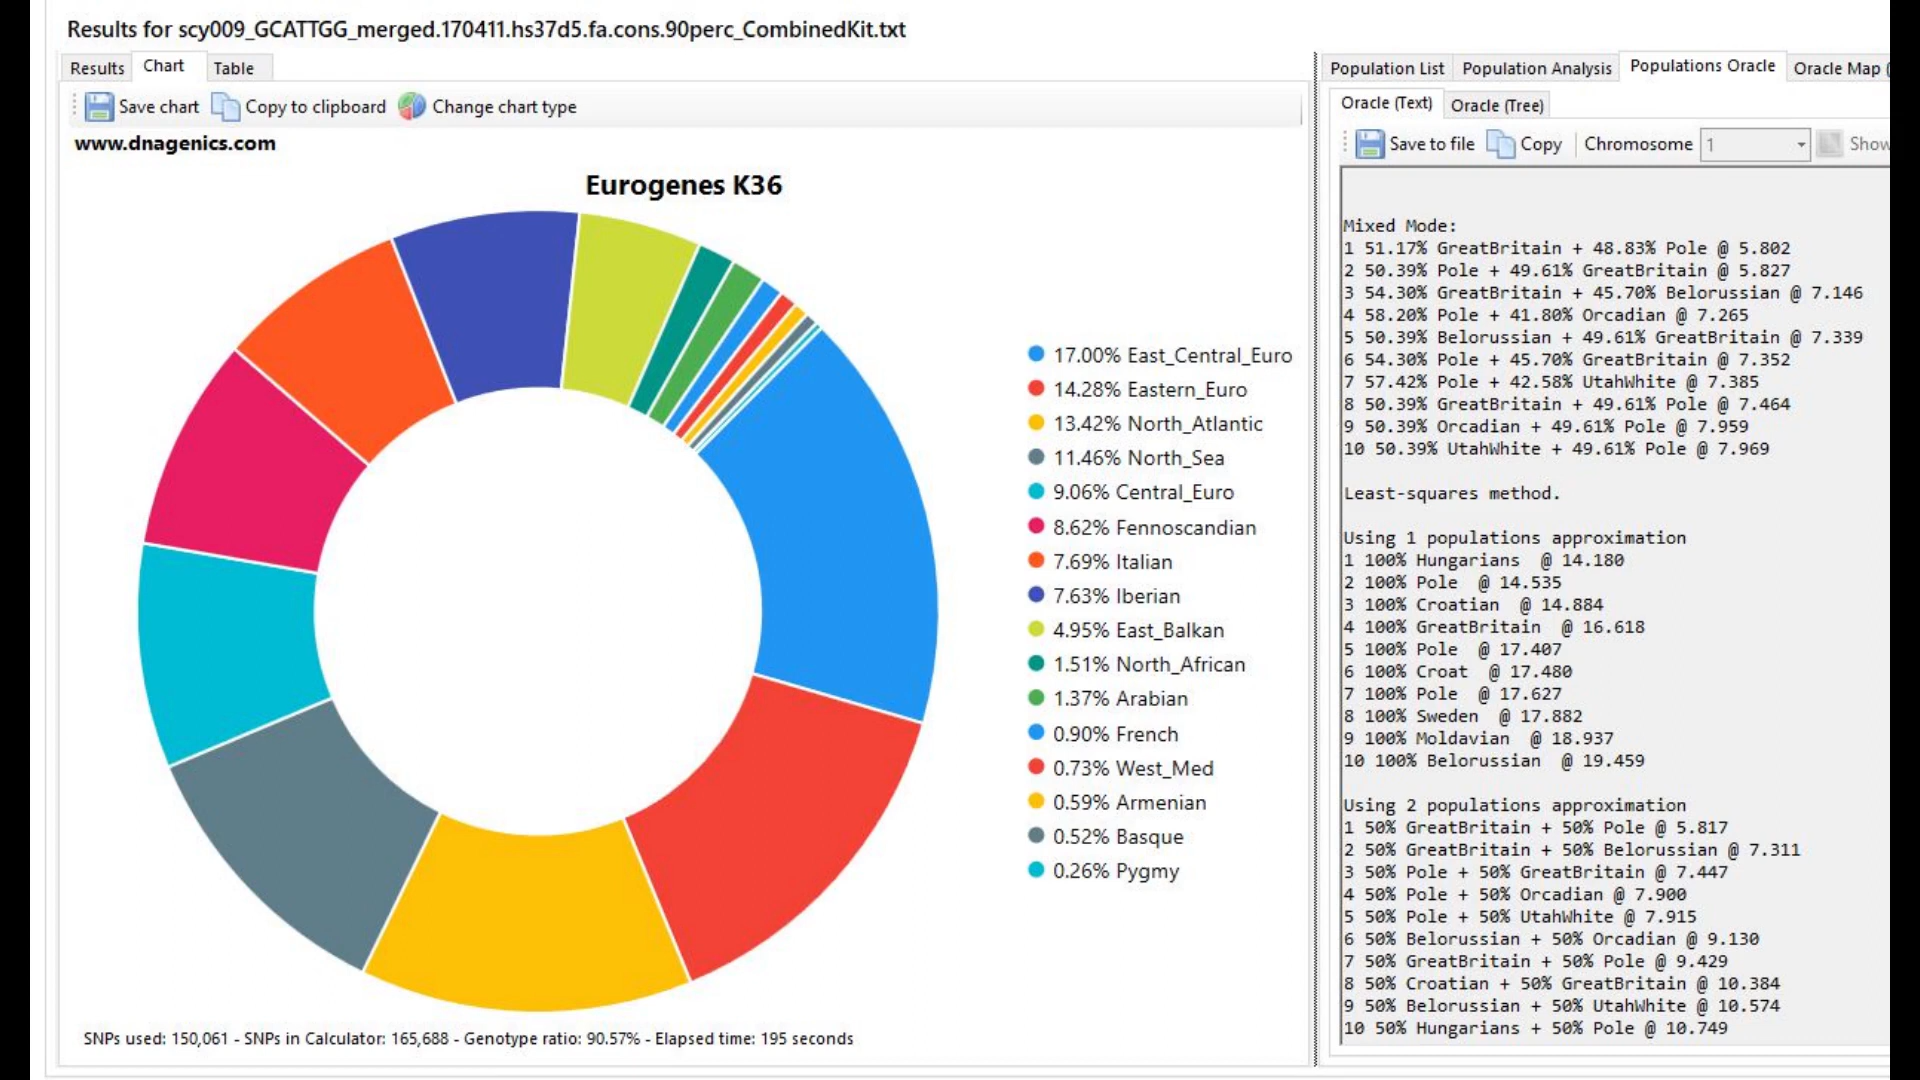 Results for scy009_GCATTGG_merged.170411.hs37d5.fa.cons.90perc_CombinedKit.txt
Results Chart Table
Save chart Copy to clipboard Change chart type
www.dnagenics.com
Eurogenes K36
17.00% East_Central_Euro
14.28% Eastern_Euro
13.42% North_Atlantic
11.46% North_Sea
9.06% Central_Euro
8.62% Fennoscandian
7.69% Italian
7.63% Iberian
4.95% East_Balkan
1.51% North_African
1.37% Arabian
0.90% French
0.73% West_Med
0.59% Armenian
0.52% Basque
0.26% Pygmy
SNPs used: 150,061 - SNPs in Calculator: 165,688 - Genotype ratio: 90.57% - Elapsed time: 195 seconds
Population List Population Analysis Populations Oracle Oracle Map (
Oracle (Text) Oracle (Tree)
Save to file Copy Chromosome 1 Show
Mixed Mode:
1 51.17% GreatBritain + 48.83% Pole @ 5.802
2 50.39% Pole + 49.61% GreatBritain @ 5.827
3 54.30% GreatBritain + 45.70% Belorussian @ 7.146
4 58.20% Pole + 41.80% Orcadian @ 7.265
5 50.39% Belorussian + 49.61% GreatBritain @ 7.339
6 54.30% Pole + 45.70% GreatBritain @ 7.352
7 57.42% Pole + 42.58% UtahWhite @ 7.385
8 50.39% GreatBritain + 49.61% Pole @ 7.464
9 50.39% Orcadian + 49.61% Pole @ 7.959
10 50.39% UtahWhite + 49.61% Pole @ 7.969
Least-squares method.
Using 1 populations approximation
1 100% Hungarians @ 14.180
2 100% Pole @ 14.535
3 100% Croatian @ 14.884
4 100% GreatBritain @ 16.618
5 100% Pole @ 17.407
6 100% Croat @ 17.480
7 100% Pole @ 17.627
8 100% Sweden @ 17.882
9 100% Moldavian @ 18.937
10 100% Belorussian @ 19.459
Using 2 populations approximation
1 50% GreatBritain + 50% Pole @ 5.817
2 50% GreatBritain + 50% Belorussian @ 7.311
3 50% Pole + 50% GreatBritain @ 7.447
4 50% Pole + 50% Orcadian @ 7.900
5 50% Pole + 50% UtahWhite @ 7.915
6 50% Belorussian + 50% Orcadian @ 9.130
7 50% GreatBritain + 50% Pole @ 9.429
8 50% Croatian + 50% GreatBritain @ 10.384
9 50% Belorussian + 50% UtahWhite @ 10.574
10 50% Hungarians + 50% Pole @ 10.749